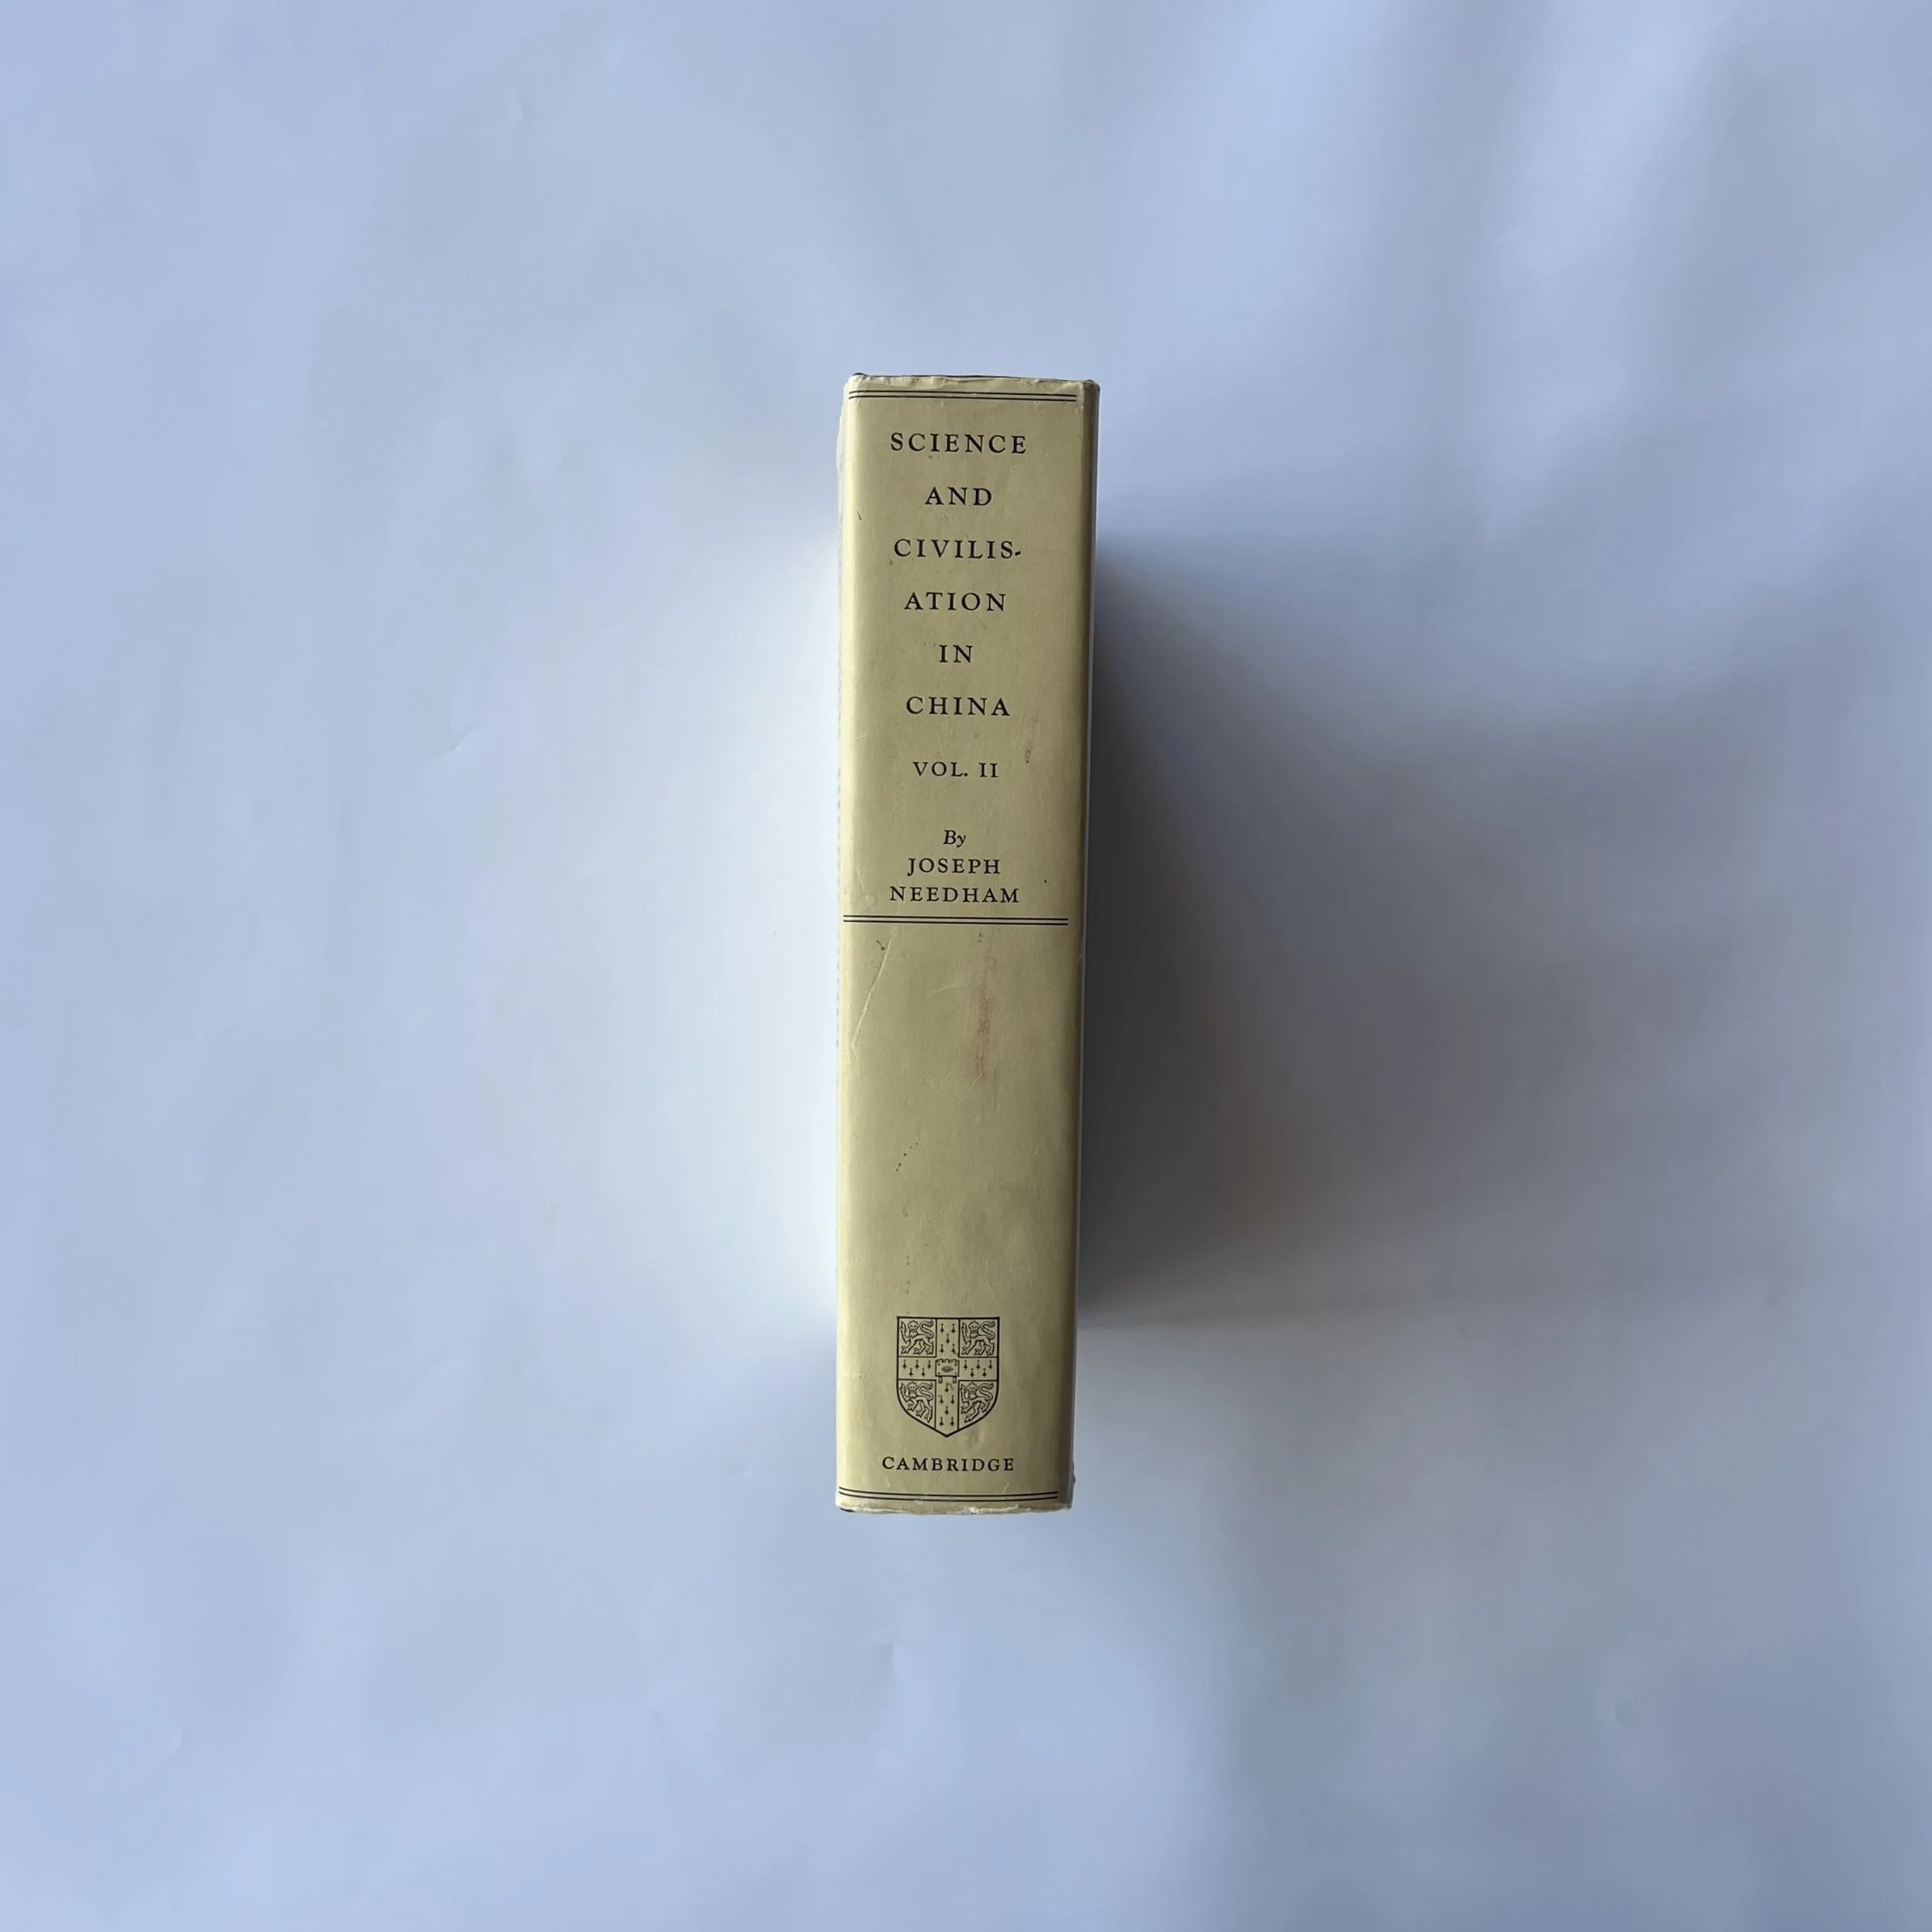 SCIENCE
AND
CIVILIS-
ATION
IN
CHINA
VOL. II
By
JOSEPH
NEEDHAM
CAMBRIDGE